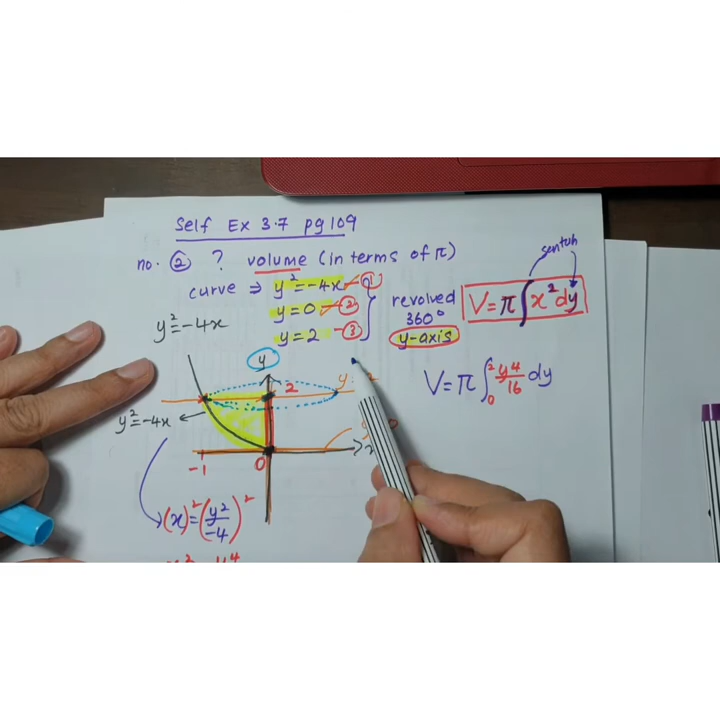 Self Ex 3.7 pg 109
no. ② ? volume (in terms of π)
curve ⇒ y² = -4x — ①
y = 0 — ②
y = 2 — ③
revolved
360°
y-axis
sentuh
V = π ∫ x² dy
y² = -4x
V = π ∫₀² y⁴/16 dy
y
2
y² = -4x
-1
0
(x)² = (y²/-4)²